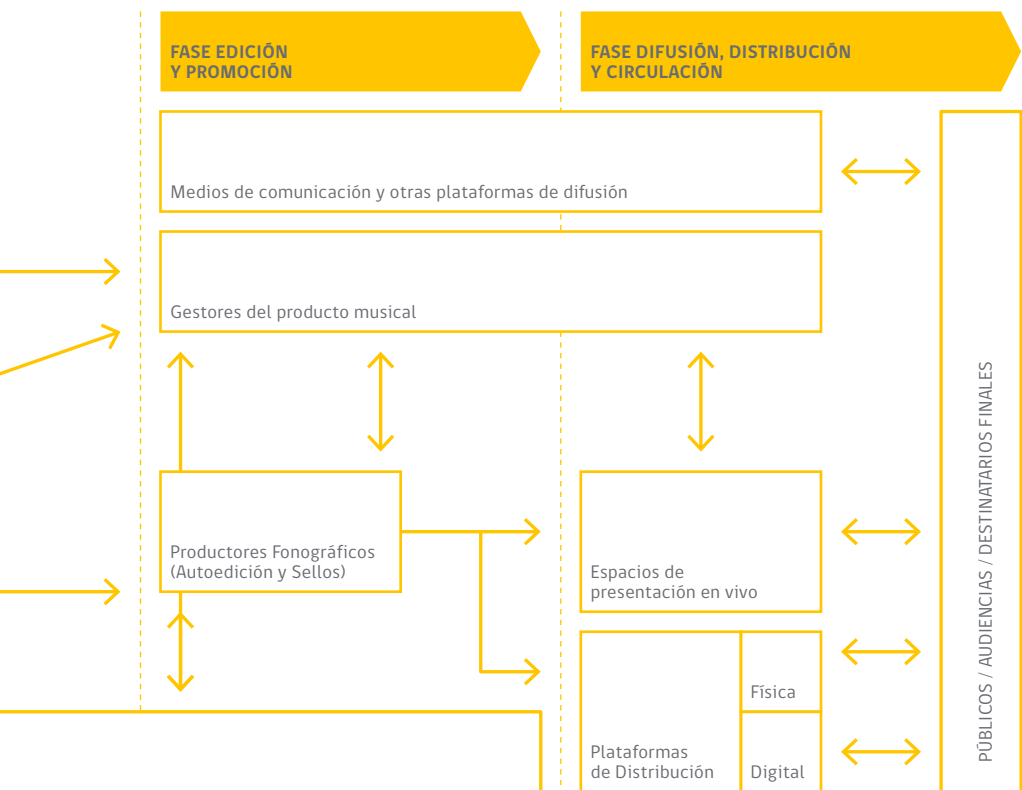 FASE EDICIÓN
Y PROMOCIÓN
FASE DIFUSIÓN, DISTRIBUCIÓN
Y CIRCULACIÓN
Medios de comunicación y otras plataformas de difusión
Gestores del producto musical
Productores Fonográficos
(Autoedición y Sellos)
Espacios de
presentación en vivo
Plataformas
de Distribución
Física
Digital
PÚBLICOS / AUDIENCIAS / DESTINATARIOS FINALES